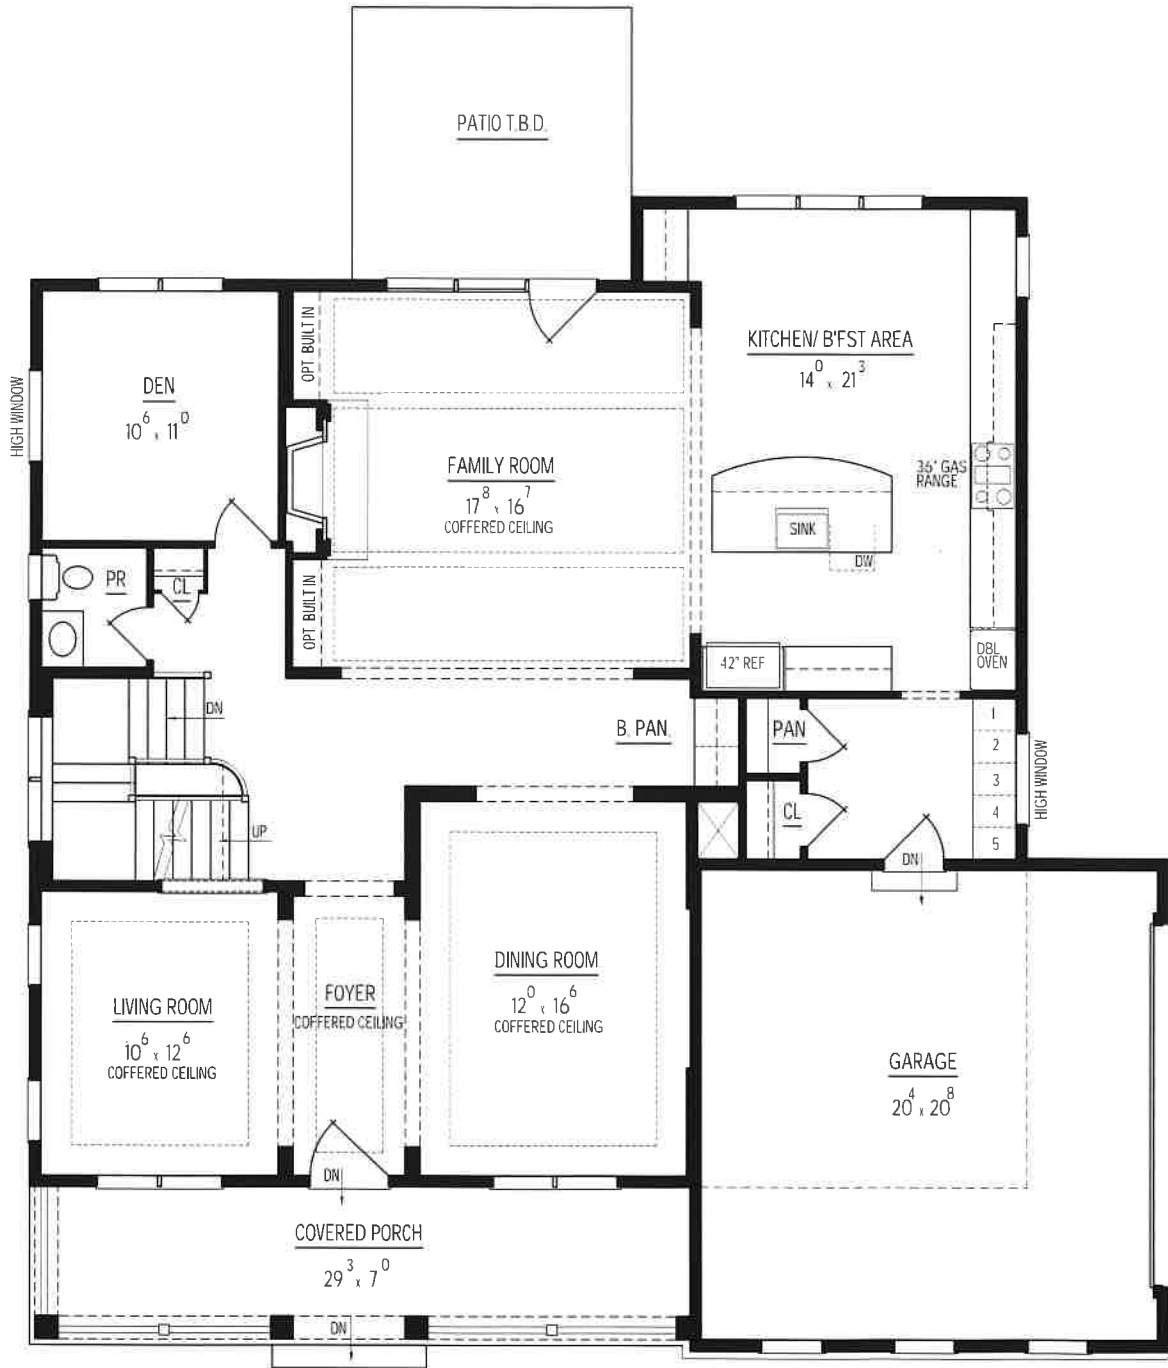 PATIO T.B.D.
KITCHEN/ B'FST AREA
14⁰ x 21³
OPT BUILT IN
DEN
10⁶ x 11⁰
HIGH WINDOW
FAMILY ROOM
17⁸ x 16⁷
COFFERED CEILING
36" GAS
RANGE
SINK
DW
PR
CL
OPT BUILT IN
42" REF
DBL
OVEN
DN
B. PAN.
PAN
1
2
3
4
5
HIGH WINDOW
CL
UP
DN
DINING ROOM
12⁰ x 16⁶
COFFERED CEILING
FOYER
COFFERED CEILING
LIVING ROOM
10⁶ x 12⁶
COFFERED CEILING
GARAGE
20⁴ x 20⁸
DN
COVERED PORCH
29³ x 7⁰
DN